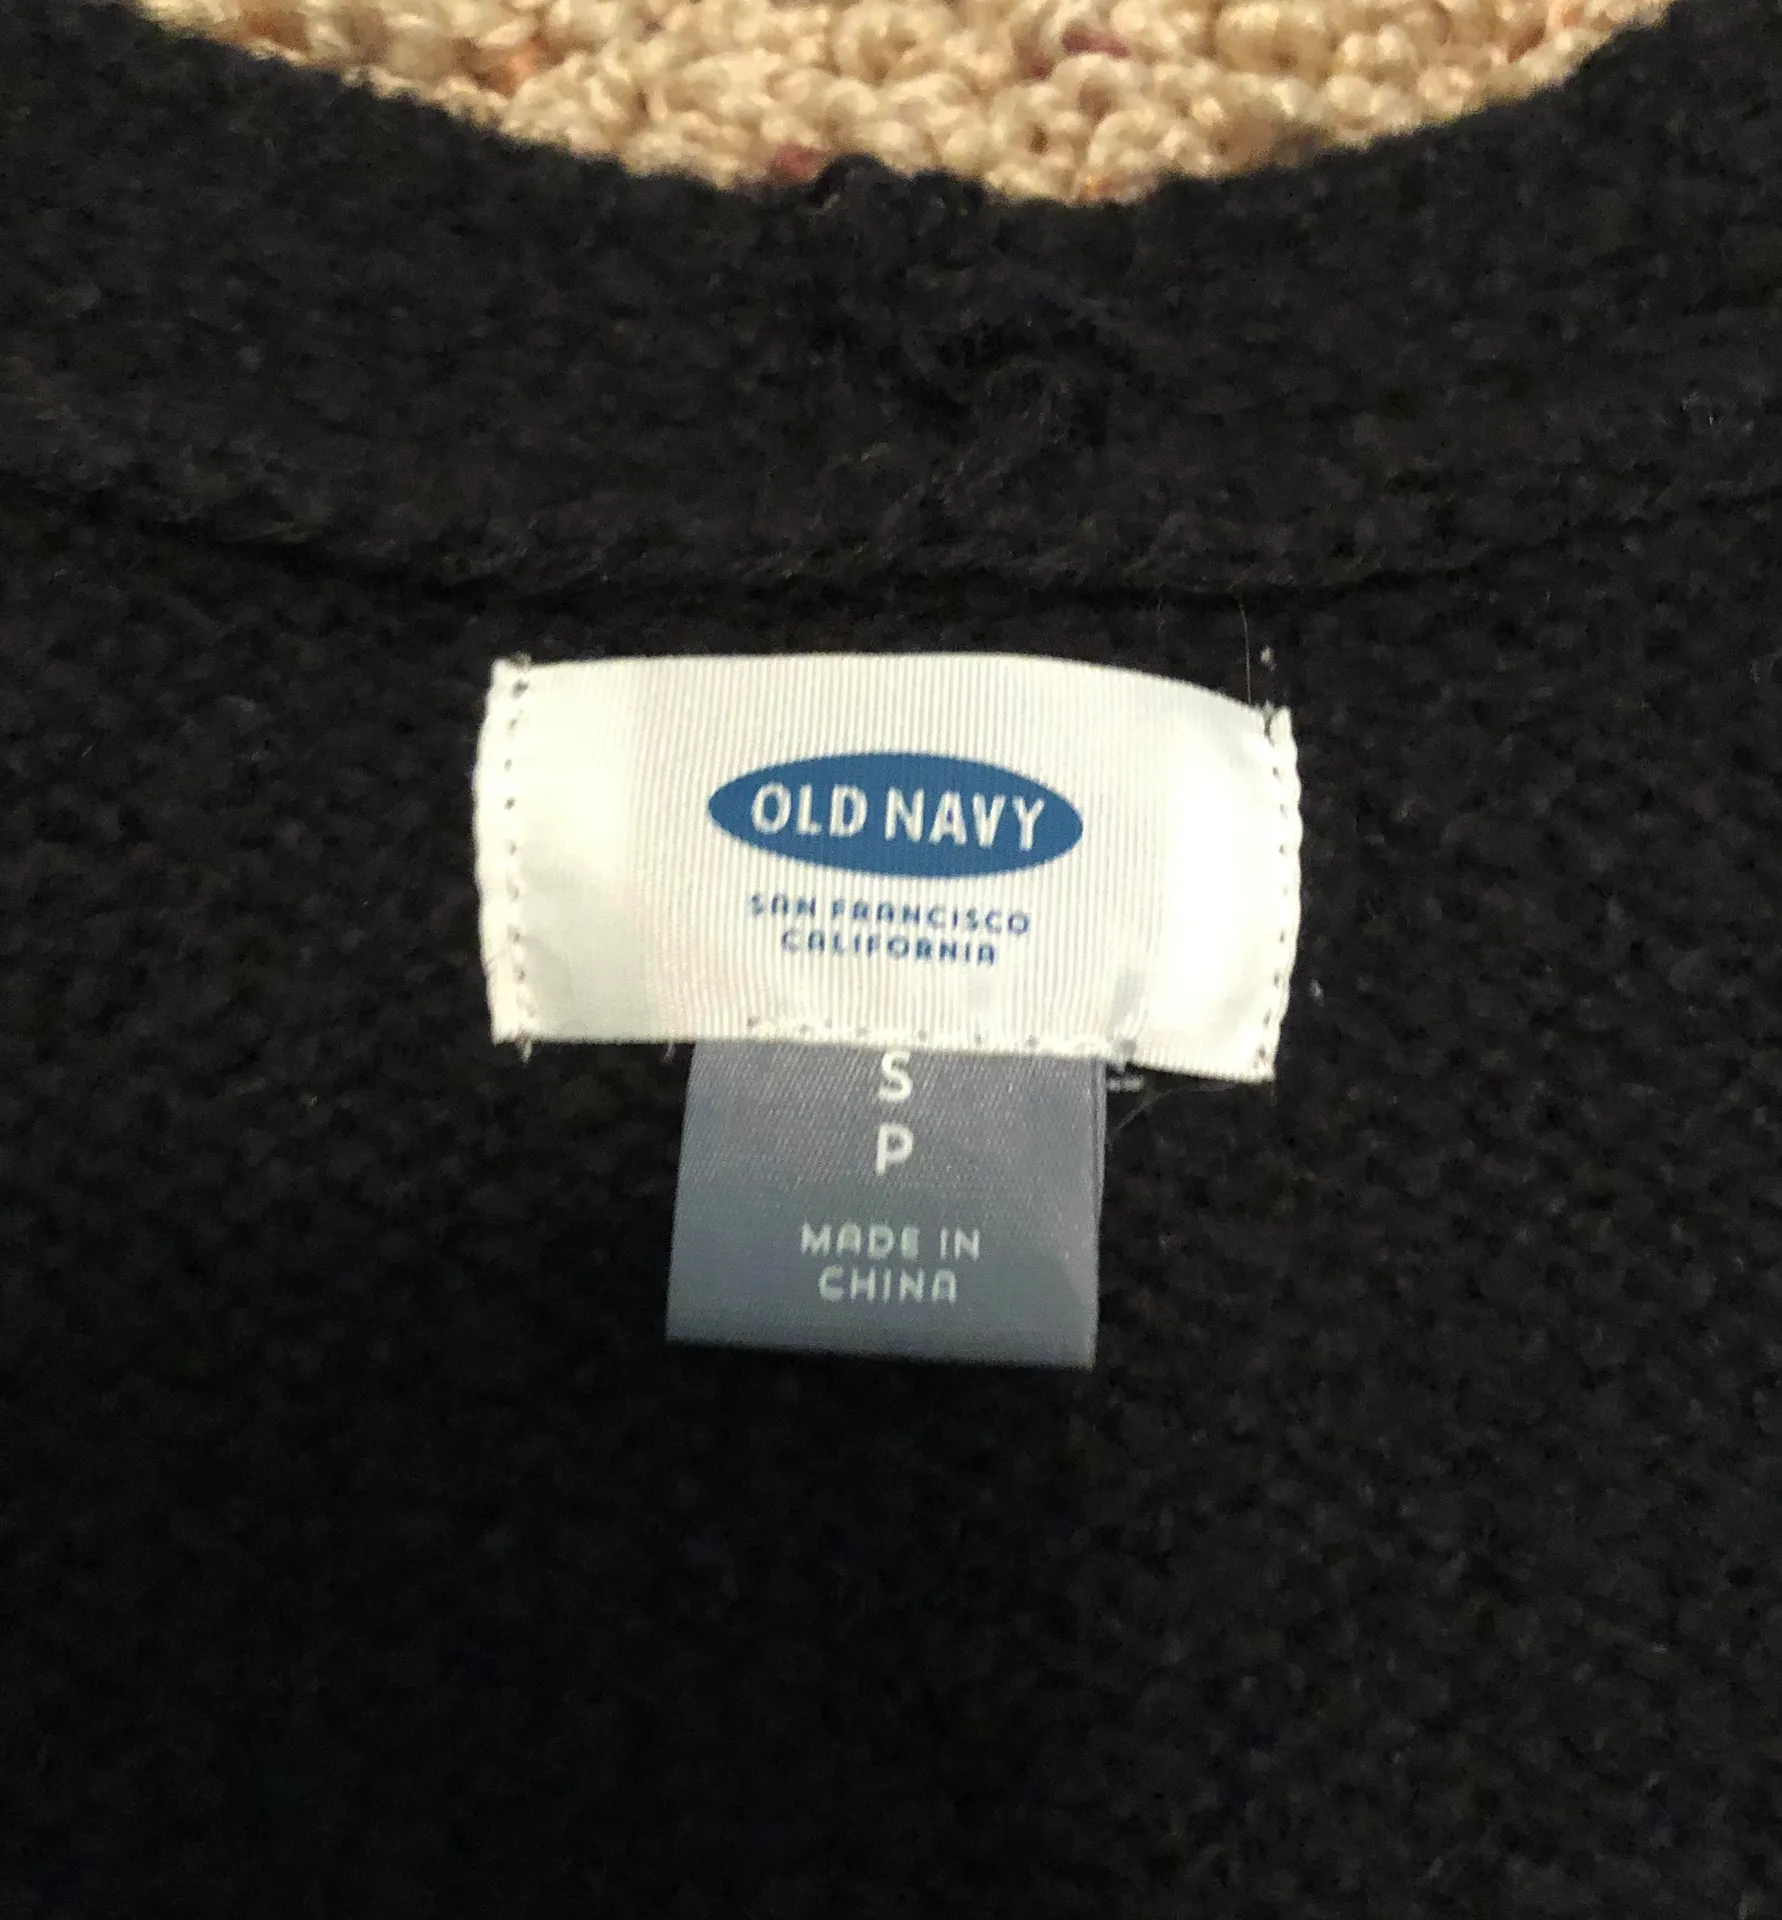 OLD NAVY
SAN FRANCISCO
CALIFORNIA
S
P
MADE IN
CHINA